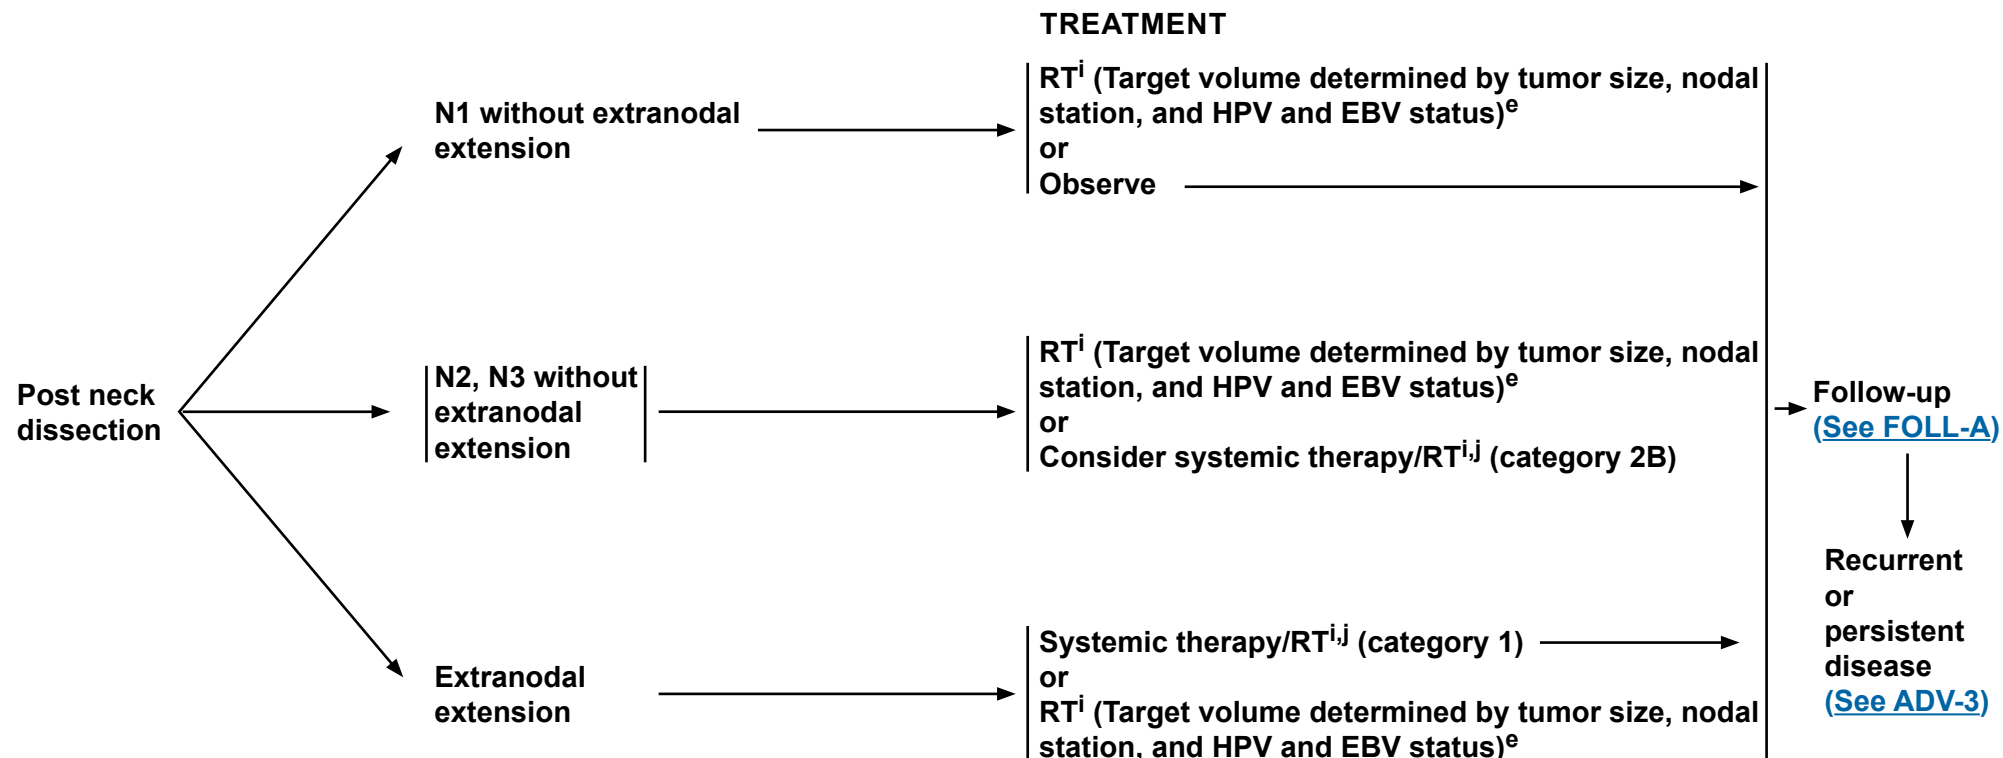 TREATMENT
Post neck
dissection
N1 without extranodal
extension
RTⁱ (Target volume determined by tumor size, nodal
station, and HPV and EBV status)ᵉ
or
Observe
N2, N3 without
extranodal
extension
RTⁱ (Target volume determined by tumor size, nodal
station, and HPV and EBV status)ᵉ
or
Consider systemic therapy/RTⁱ,ʲ (category 2B)
Extranodal
extension
Systemic therapy/RTⁱ,ʲ (category 1)
or
RTⁱ (Target volume determined by tumor size, nodal
station, and HPV and EBV status)ᵉ
Follow-up
(See FOLL-A)
Recurrent
or
persistent
disease
(See ADV-3)